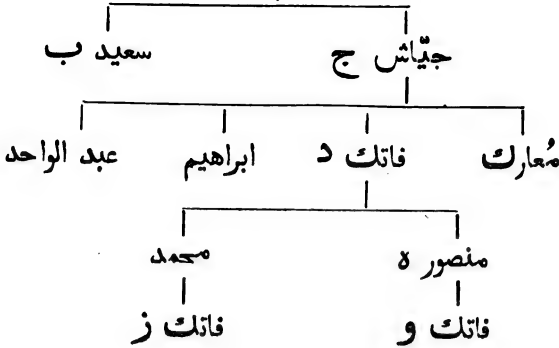 جيّاش ج سعيد ب
مُعارك فاتك د ابراهيم عبد الواحد
منصور ه محمد
فاتك و فاتك ز